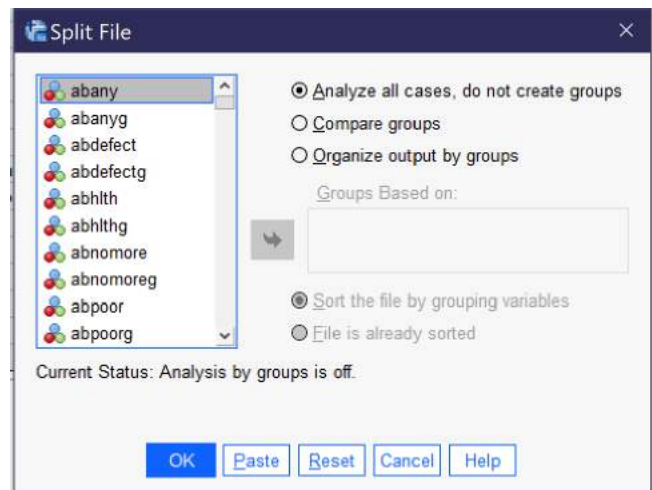 Split File
abany
abanyg
abdefect
abdefectg
abhlth
abhlthg
abnomore
abnomoreg
abpoor
abpoorg
Analyze all cases, do not create groups
Compare groups
Organize output by groups
Groups Based on:
Sort the file by grouping variables
File is already sorted
Current Status: Analysis by groups is off.
OK Paste Reset Cancel Help